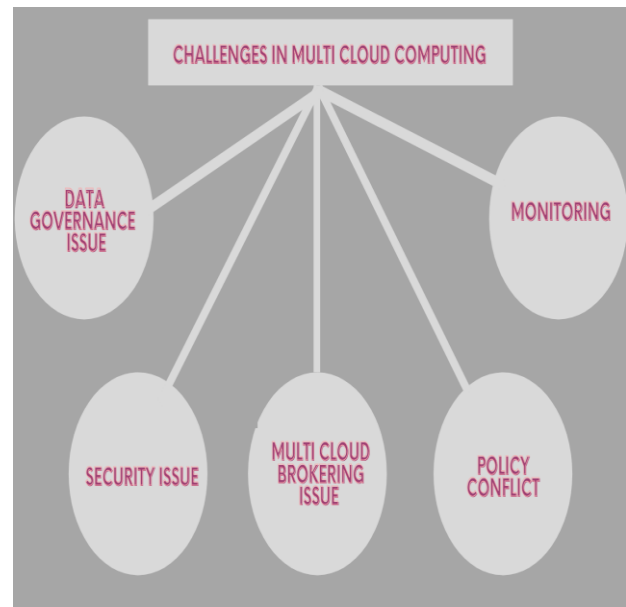 CHALLENGES IN MULTI CLOUD COMPUTING
DATA
GOVERNANCE
ISSUE
MONITORING
SECURITY ISSUE
MULTI CLOUD
BROKERING
ISSUE
POLICY
CONFLICT